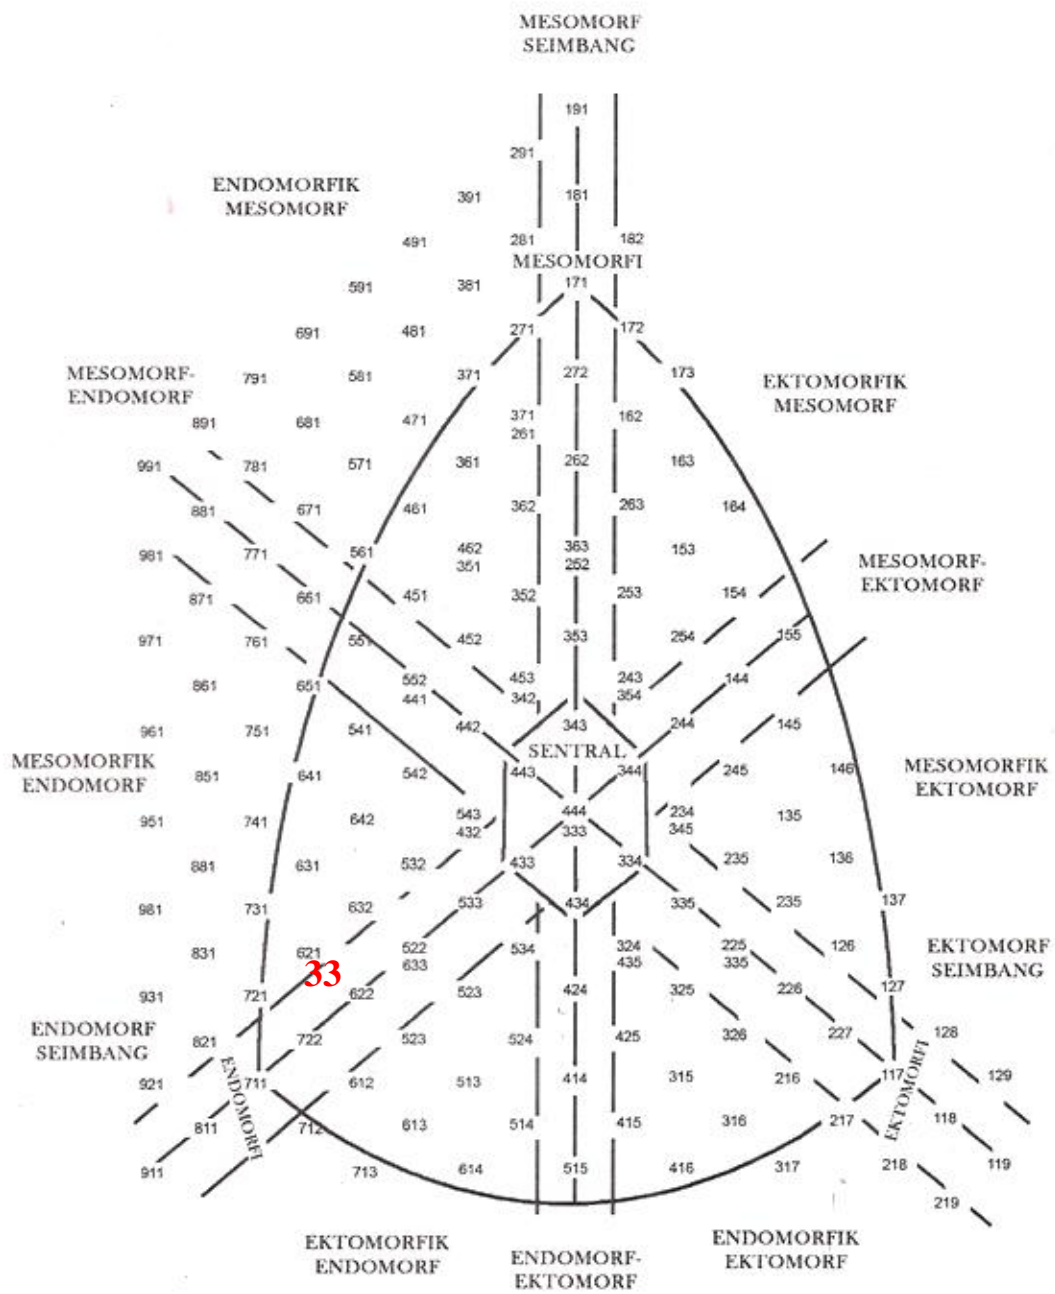 MESOMORF
SEIMBANG
191
291
ENDOMORFIK
MESOMORF
391 181
491 281 182
MESOMORFI
591 381 171
691 481 271 172
MESOMORF-
ENDOMORF
791 581 371 272 173
EKTOMORFIK
MESOMORF
891 681 471 371 162
261
991 781 571 361 262 163
881 671 461 362 263 164
981 771 561 462 363 153
351 252
MESOMORF-
EKTOMORF
871 661 451 352 253 154
971 761 551 452 353 254 155
861 651 552 453 243 144
441 342 354
961 751 541 442 343 244 145
MESOMORFIK
ENDOMORF
SENTRAL
MESOMORFIK
EKTOMORF
851 641 542 443 344 245 146
951 741 642 543 444 234 135
432 333 345
881 631 532 433 334 235 136
981 731 632 533 434 335 235 137
831 621 522 534 324 225 126
633 435 335
33
EKTOMORF
SEIMBANG
931 721 622 523 424 325 226 127
ENDOMORF
SEIMBANG
821 722 523 524 425 326 227 128
921 711 612 513 414 315 216 117 129
ENDOMORFI
EKTOMORFI
811 712 613 514 415 316 217 118
911 713 614 515 416 317 218 119
219
EKTOMORFIK
ENDOMORF
ENDOMORF-
EKTOMORF
ENDOMORFIK
EKTOMORF